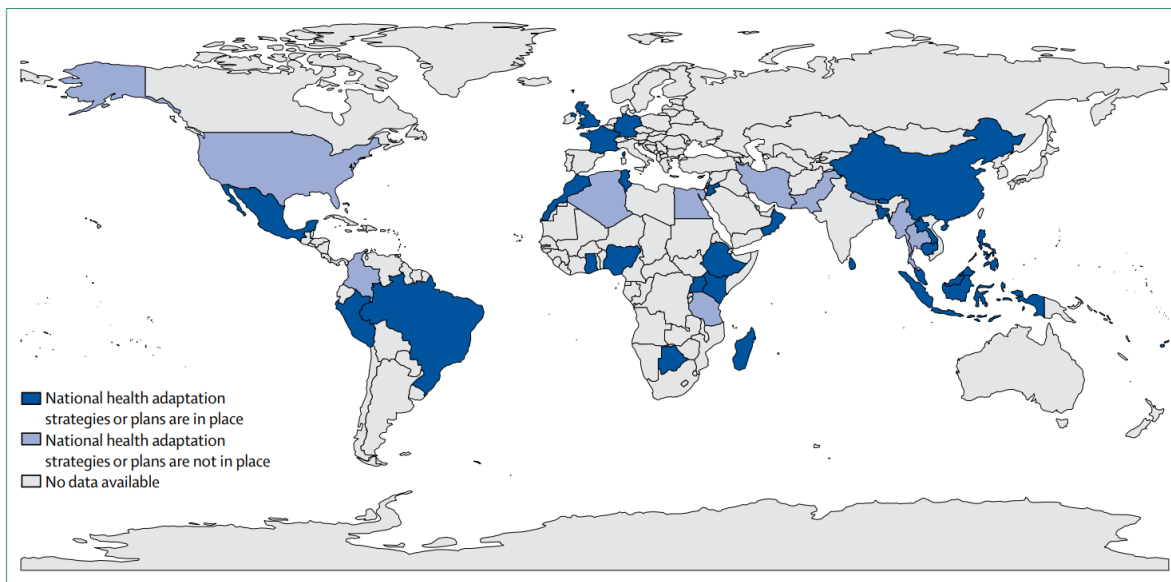 National health adaptation
strategies or plans are in place
National health adaptation
strategies or plans are not in place
No data available